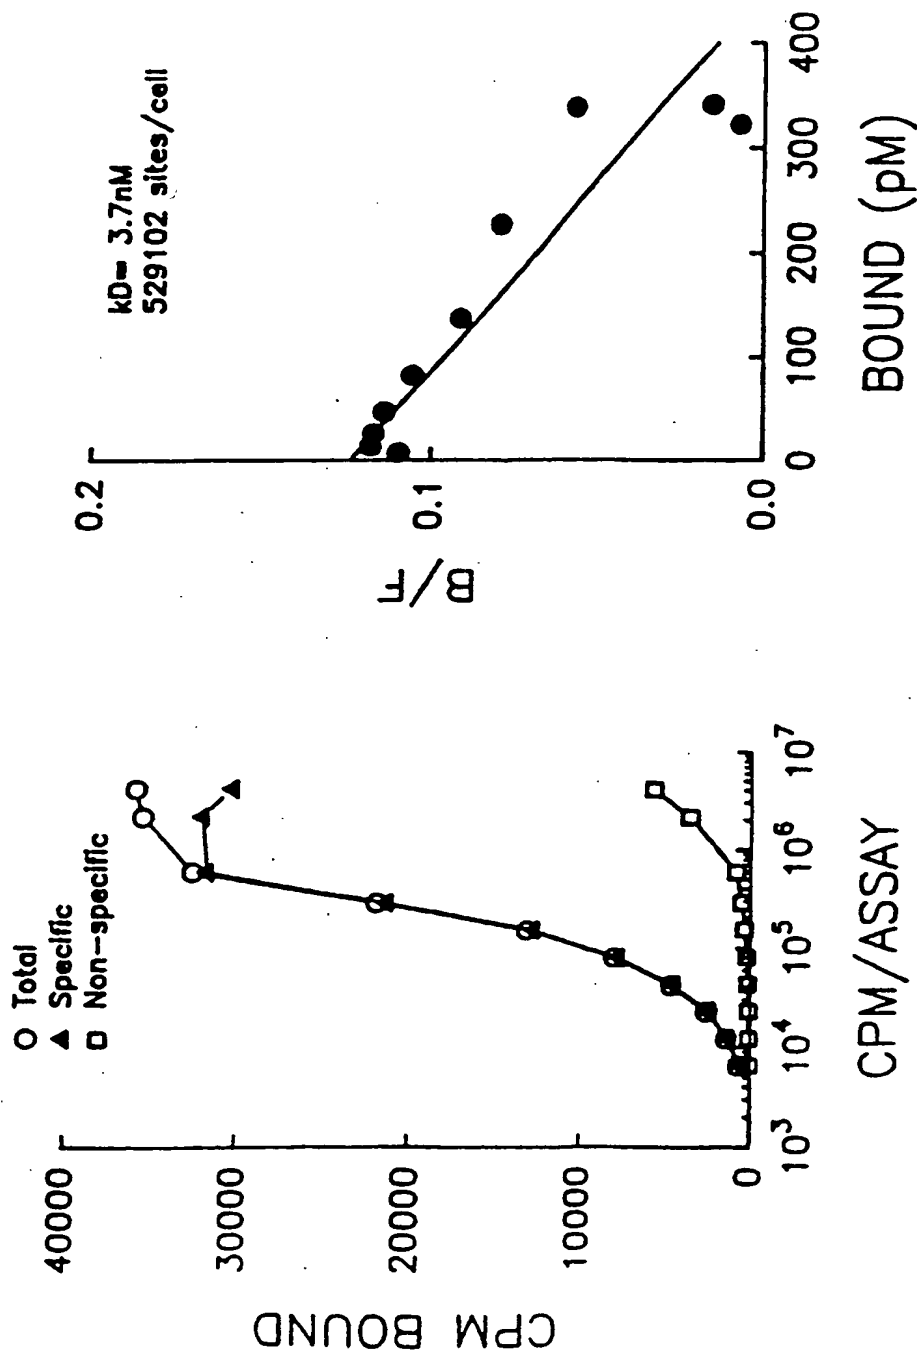 ○ Total
▲ Specific
□ Non-specific
CPM BOUND
40000
30000
20000
10000
0
10³ 10⁴ 10⁵ 10⁶ 10⁷
CPM/ASSAY
kD= 3.7nM
529102 sites/cell
B/F
0.2
0.1
0.0
0 100 200 300 400
BOUND (pM)